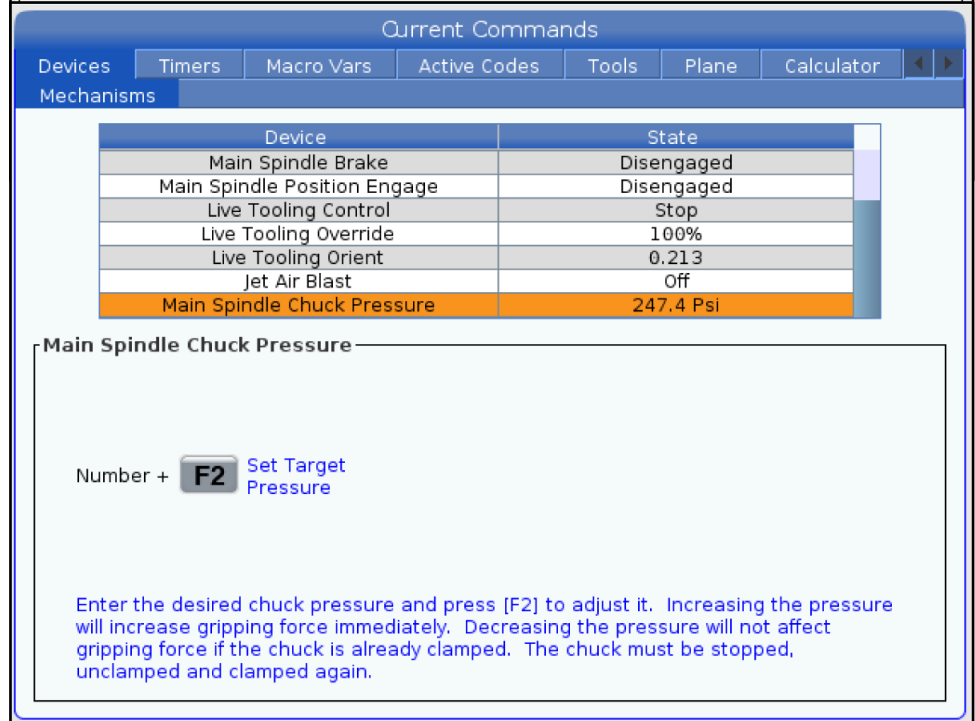 Current Commands
Devices Timers Macro Vars Active Codes Tools Plane Calculator
Mechanisms
Device State
Main Spindle Brake Disengaged
Main Spindle Position Engage Disengaged
Live Tooling Control Stop
Live Tooling Override 100%
Live Tooling Orient 0.213
Jet Air Blast Off
Main Spindle Chuck Pressure 247.4 Psi
Main Spindle Chuck Pressure
Number + F2 Set Target
Pressure
Enter the desired chuck pressure and press [F2] to adjust it. Increasing the pressure
will increase gripping force immediately. Decreasing the pressure will not affect
gripping force if the chuck is already clamped. The chuck must be stopped,
unclamped and clamped again.